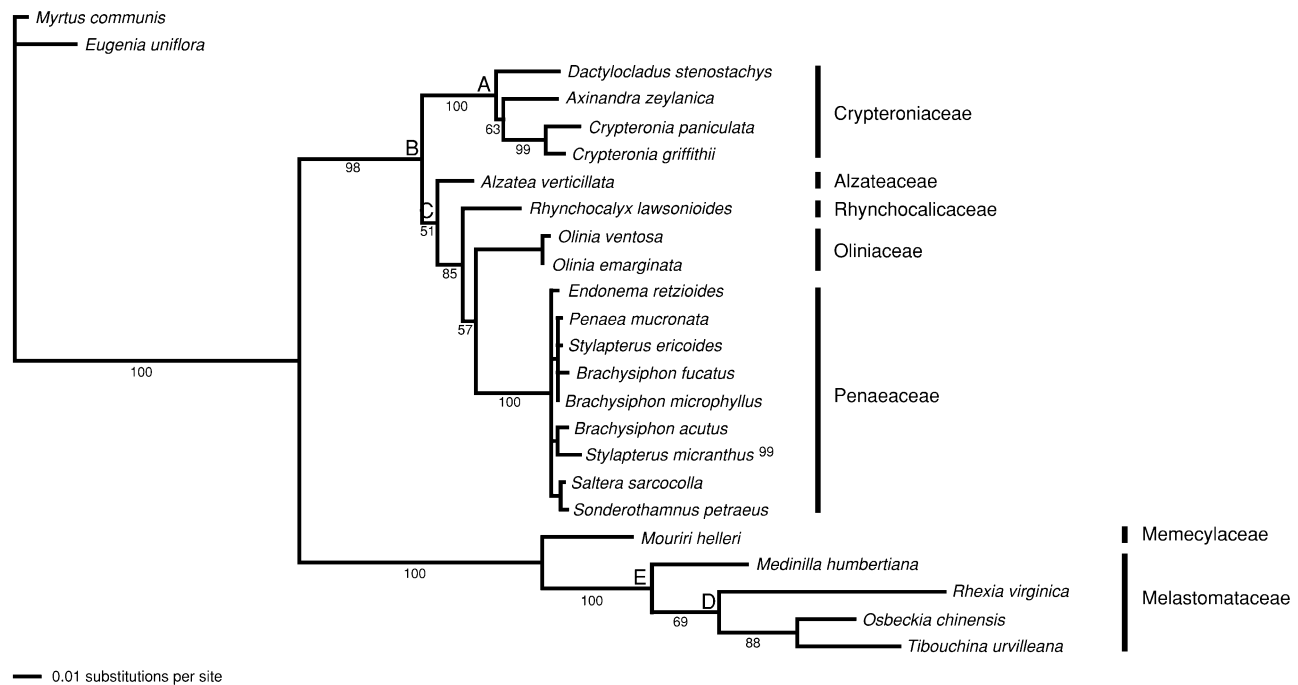 Myrtus communis
Eugenia uniflora
Dactylocladus stenostachys
A
Axinandra zeylanica
100
Crypteroniaceae
63
Crypteronia paniculata
B
99
Crypteronia griffithii
98
Alzatea verticillata
Alzateaceae
C
Rhynchocalyx lawsonioides
Rhynchocalicaceae
51
Olinia ventosa
Oliniaceae
85
Olinia emarginata
Endonema retzioides
Penaea mucronata
57
Stylapterus ericoides
100
Brachysiphon fucatus
Penaeaceae
100
Brachysiphon microphyllus
Brachysiphon acutus
Stylapterus micranthus 99
Saltera sarcocolla
Sonderothamnus petraeus
Mouriri helleri
Memecylaceae
100
Medinilla humbertiana
E
100
Rhexia virginica
Melastomataceae
D
69
Osbeckia chinensis
88
Tibouchina urvilleana
0.01 substitutions per site